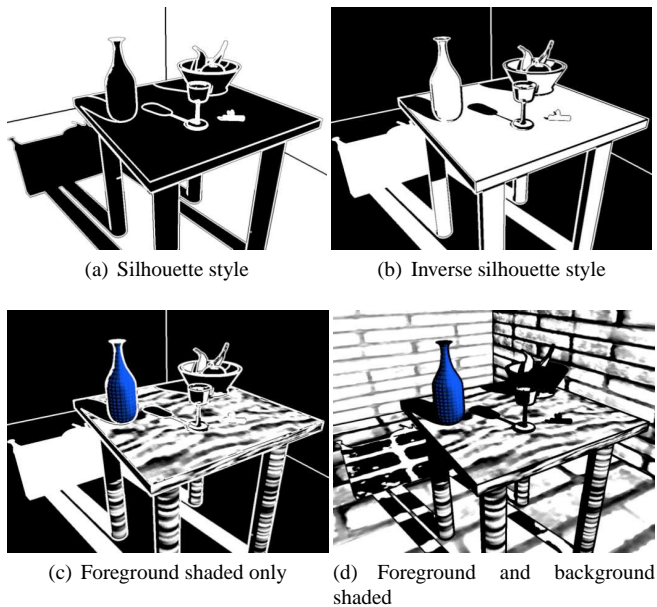 (a) Silhouette style
(b) Inverse silhouette style
(c) Foreground shaded only
(d) Foreground and background
shaded